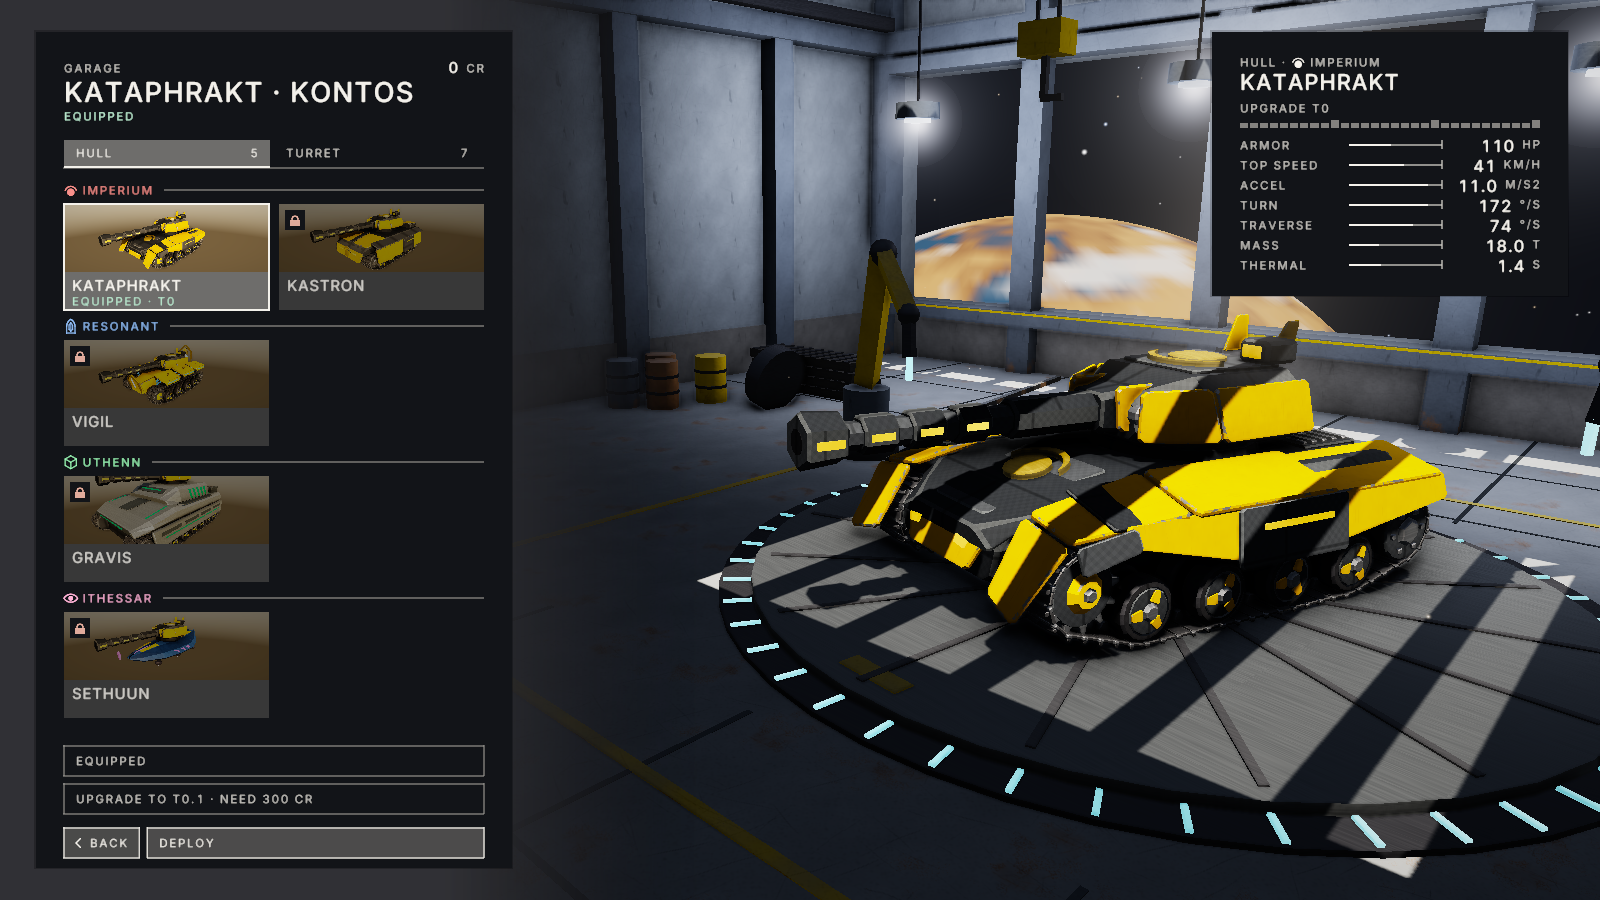 GARAGE
0 CR
KATAPHRAKT · KONTOS
EQUIPPED
HULL 5
TURRET 7
IMPERIUM
KATAPHRAKT
EQUIPPED · T0
KASTRON
RESONANT
VIGIL
UTHENN
GRAVIS
ITHESSAR
SETHUUN
EQUIPPED
UPGRADE TO T0.1 · NEED 300 CR
BACK
DEPLOY
HULL · IMPERIUM
KATAPHRAKT
UPGRADE T0
ARMOR 110 HP
TOP SPEED 41 KM/H
ACCEL 11.0 M/S2
TURN 172 °/S
TRAVERSE 74 °/S
MASS 18.0 T
THERMAL 1.4 S